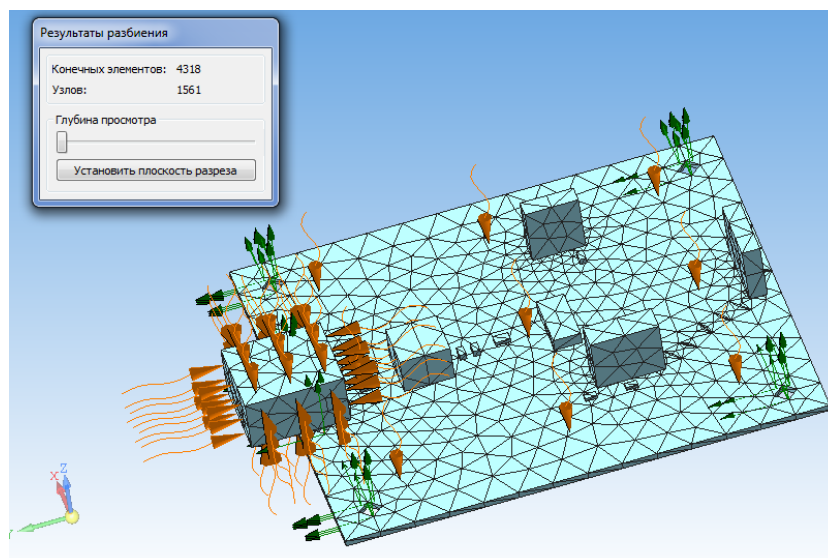 Результаты разбиения
Конечных элементов: 4318
Узлов: 1561
Глубина просмотра
Установить плоскость разреза
X Z
Y